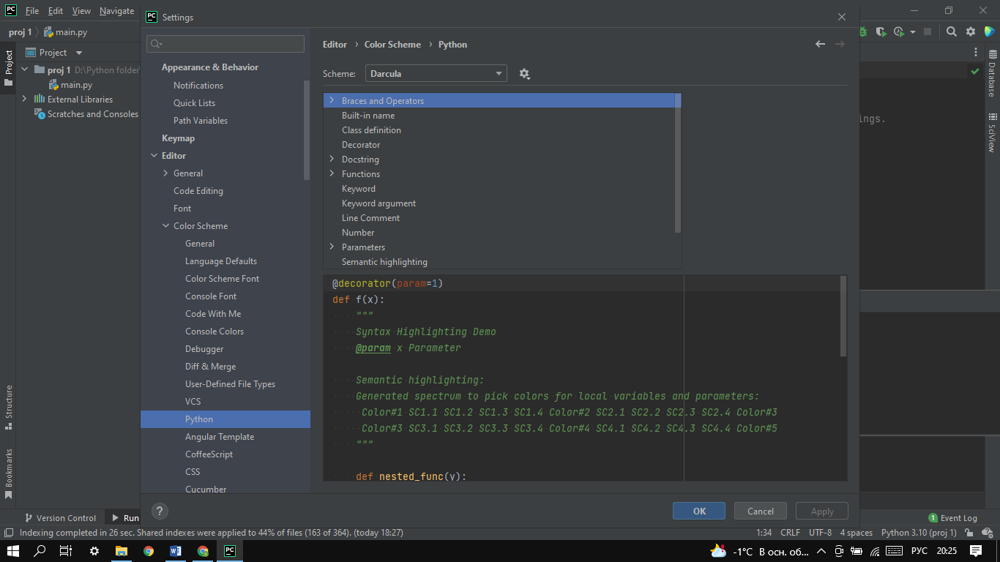 PC File Edit View Navigate
PC Settings
proj 1 main.py
Project
proj 1 D:\Python folder
main.py
External Libraries
Scratches and Consoles
Project
Structure
Bookmarks
Appearance & Behavior
Notifications
Quick Lists
Path Variables
Keymap
Editor
General
Code Editing
Font
Color Scheme
General
Language Defaults
Color Scheme Font
Console Font
Code With Me
Console Colors
Debugger
Diff & Merge
User-Defined File Types
VCS
Python
Angular Template
CoffeeScript
CSS
Cucumber
Editor › Color Scheme › Python
Scheme: Darcula
Braces and Operators
Built-in name
Class definition
Decorator
Docstring
Functions
Keyword
Keyword argument
Line Comment
Number
Parameters
Semantic highlighting
@decorator(param=1)
def f(x):
"""
Syntax Highlighting Demo
@param x Parameter
Semantic highlighting:
Generated spectrum to pick colors for local variables and parameters:
Color#1 SC1.1 SC1.2 SC1.3 SC1.4 Color#2 SC2.1 SC2.2 SC2.3 SC2.4 Color#3
Color#3 SC3.1 SC3.2 SC3.3 SC3.4 Color#4 SC4.1 SC4.2 SC4.3 SC4.4 Color#5
"""
def nested_func(y):
? OK Cancel Apply
ings.
Database
SciView
Version Control Run
1 Event Log
Indexing completed in 26 sec. Shared indexes were applied to 44% of files (163 of 364). (today 18:27)
1:34 CRLF UTF-8 4 spaces Python 3.10 (proj 1)
W PC -1°C В осн. об... РУС 20:25